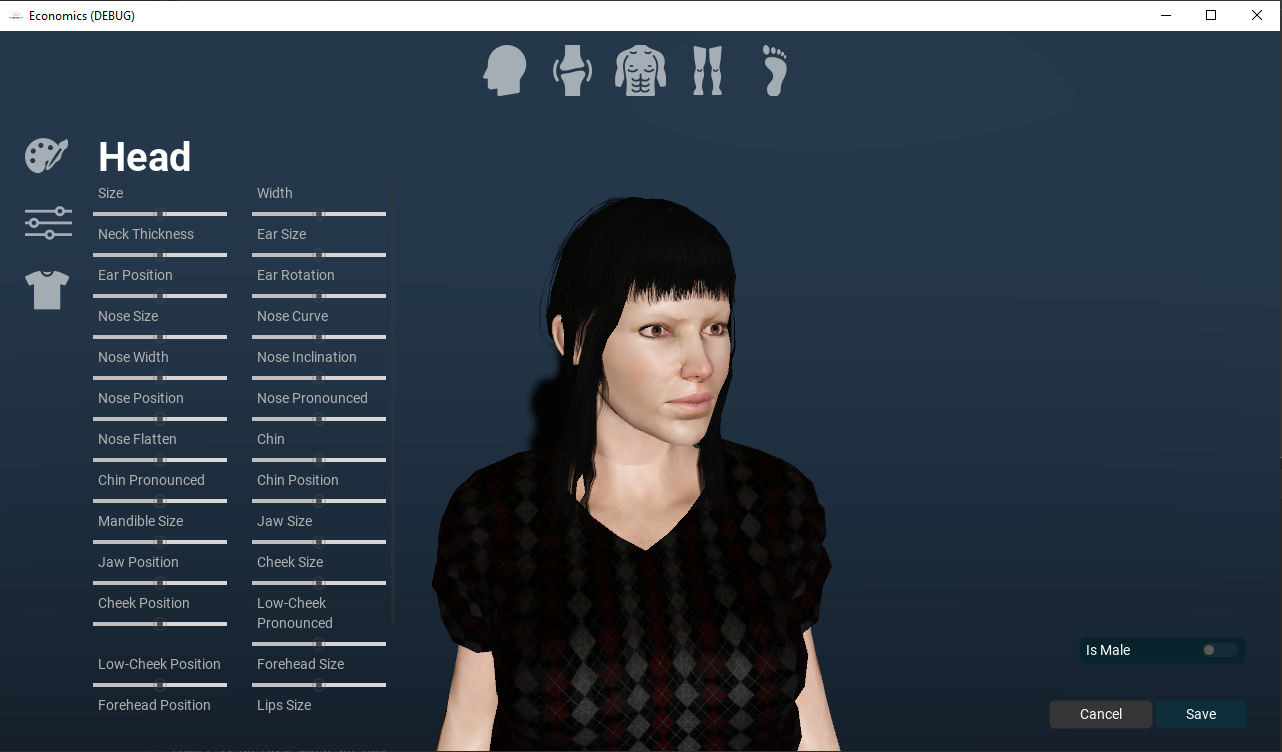 Economics (DEBUG)
Head
Size
Width
Neck Thickness
Ear Size
Ear Position
Ear Rotation
Nose Size
Nose Curve
Nose Width
Nose Inclination
Nose Position
Nose Pronounced
Nose Flatten
Chin
Chin Pronounced
Chin Position
Mandible Size
Jaw Size
Jaw Position
Cheek Size
Cheek Position
Low-Cheek
Pronounced
Low-Cheek Position
Forehead Size
Forehead Position
Lips Size
Is Male
Cancel
Save